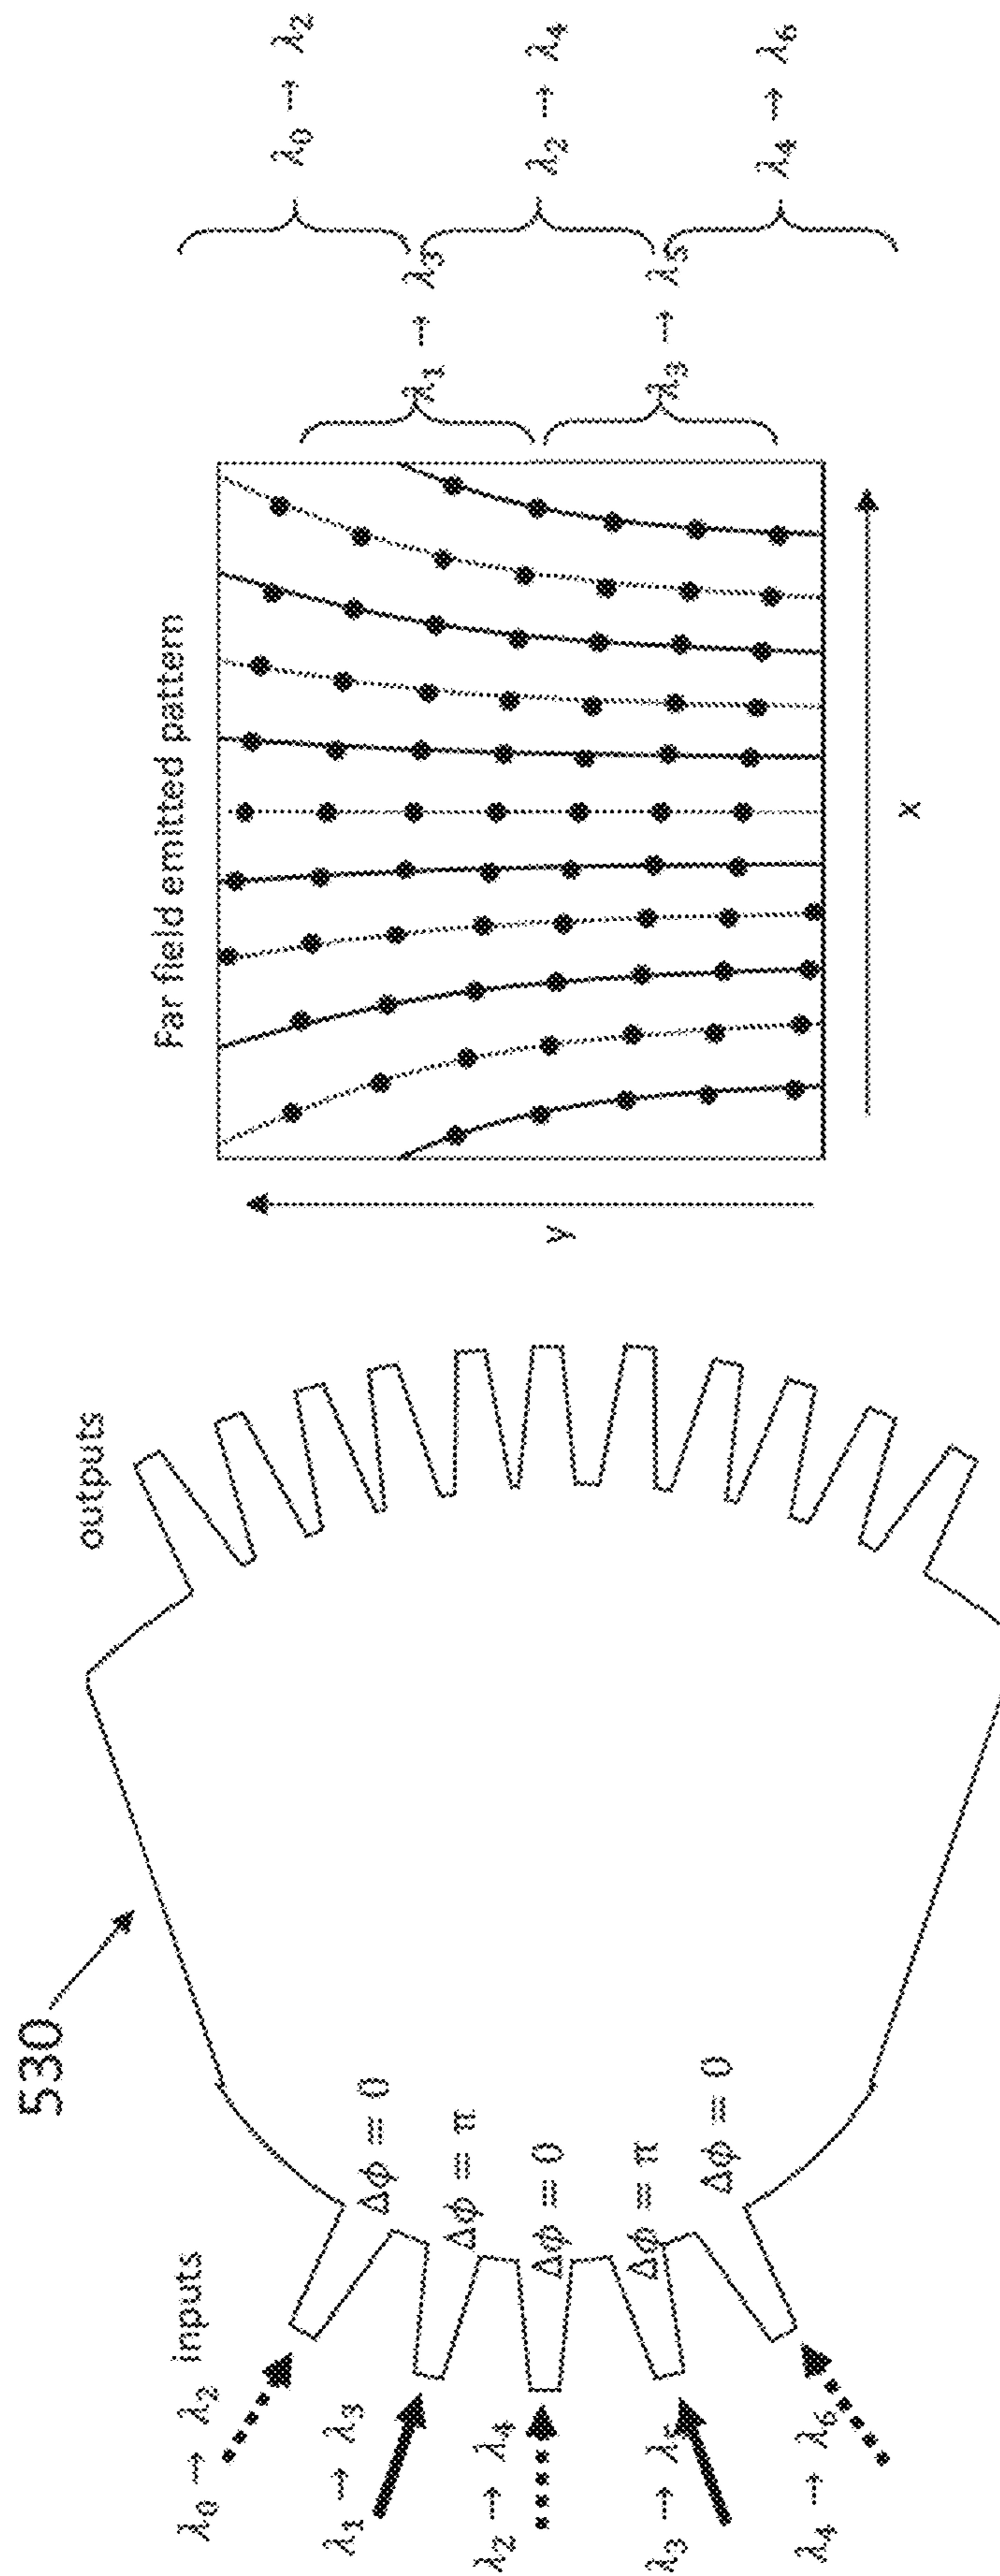 530
inputs
outputs
λ₀ → λ₂
λ₁ → λ₃
λ₂ → λ₄
λ₃ → λ₅
λ₄ → λ₆
Δϕ = 0
Δϕ = π
Δϕ = 0
Δϕ = π
Δϕ = 0
Far field emitted pattern
y
x
λ₁ → λ₃
λ₃ → λ₅
λ₀ → λ₂
λ₂ → λ₄
λ₄ → λ₆